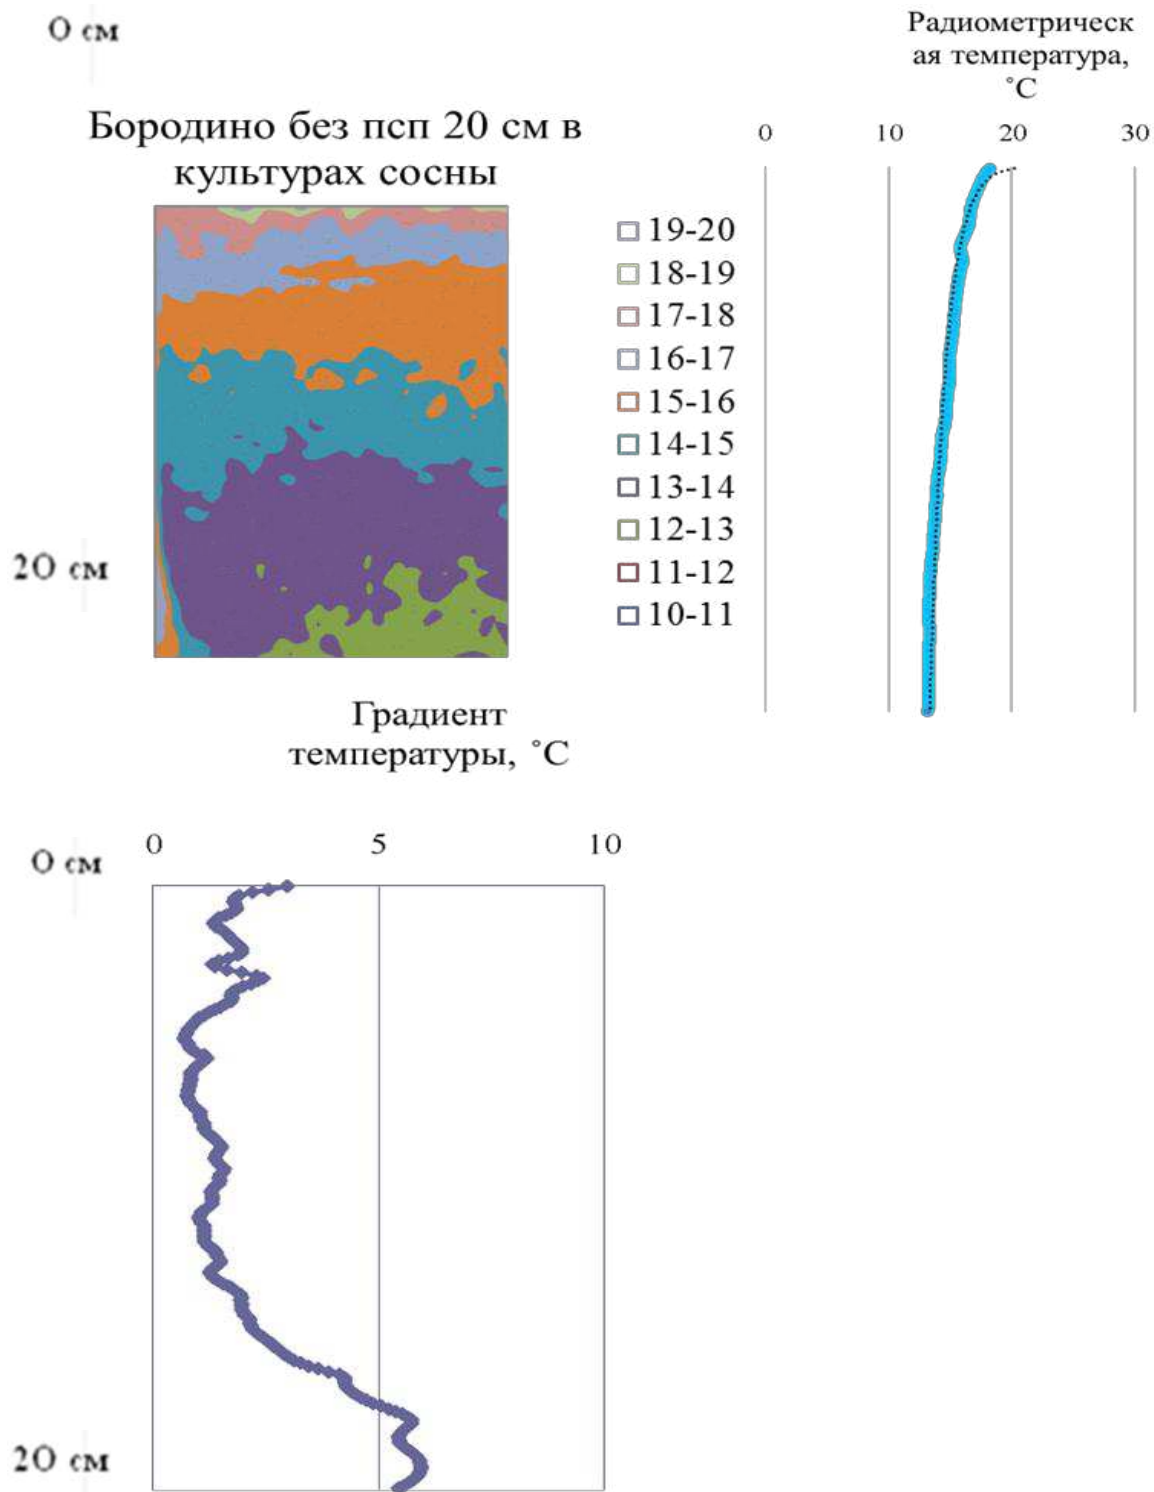 0 см
Радиометрическ
ая температура,
˚С
Бородино без псп 20 см в
культурах сосны
0 10 20 30
19-20
18-19
17-18
16-17
15-16
14-15
13-14
12-13
11-12
10-11
20 см
Градиент
температуры, ˚С
0 5 10
0 см
20 см